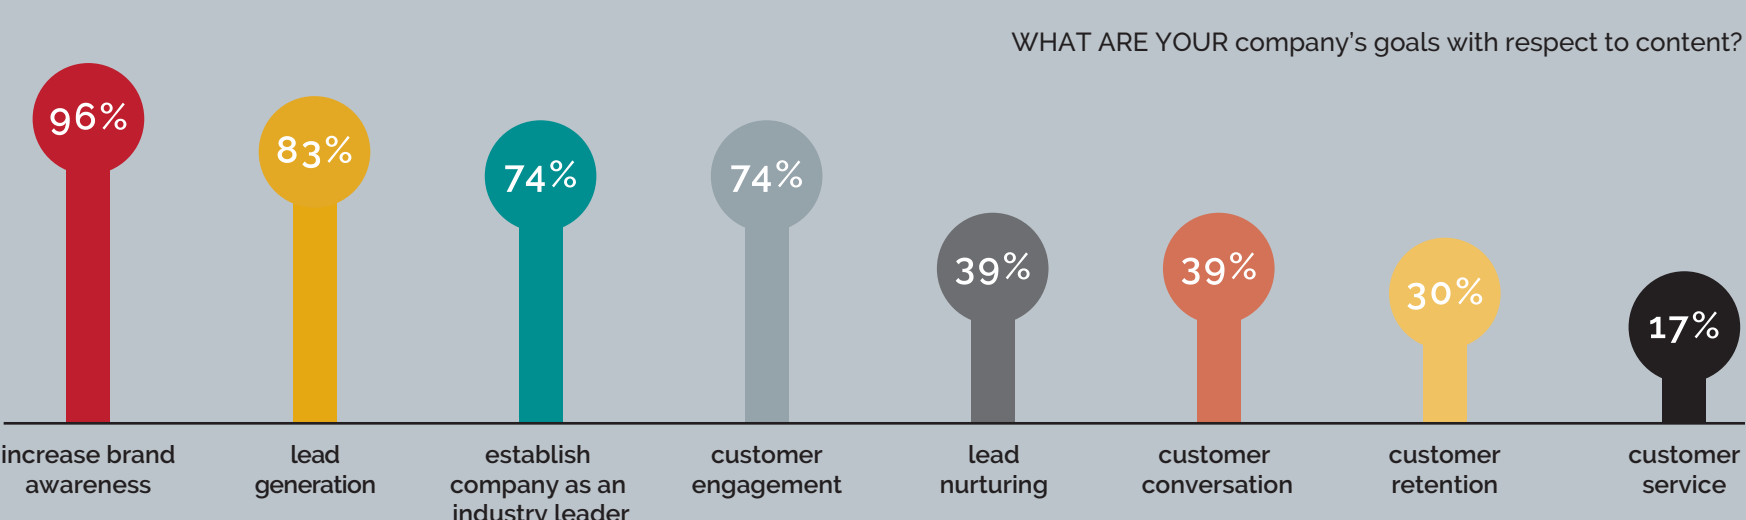 WHAT ARE YOUR company's goals with respect to content?
96%
83%
74%
74%
39%
39%
30%
17%
increase brand
awareness
lead
generation
establish
company as an
industry leader
customer
engagement
lead
nurturing
customer
conversation
customer
retention
customer
service